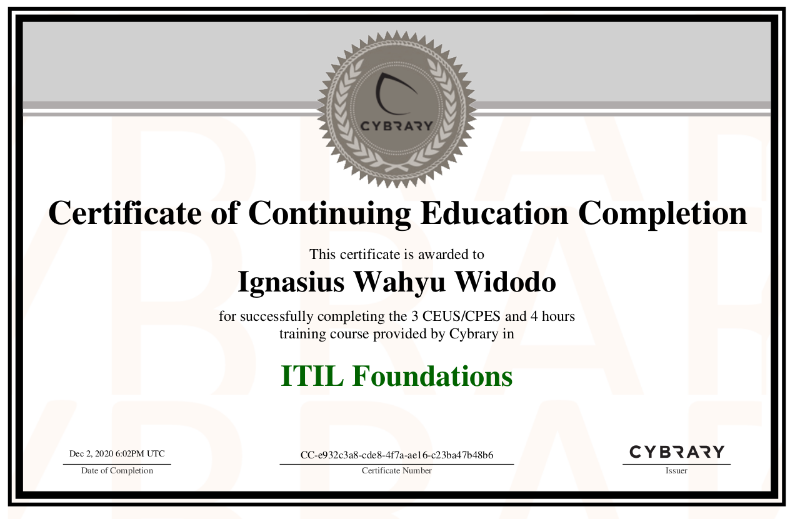 CYBRARY
Certificate of Continuing Education Completion
This certificate is awarded to
Ignasius Wahyu Widodo
for successfully completing the 3 CEUS/CPES and 4 hours
training course provided by Cybrary in
ITIL Foundations
Dec 2, 2020 6:02PM UTC
Date of Completion
CC-e932c3a8-cde8-4f7a-ae16-c23ba47b48b6
Certificate Number
CYBRARY
Issuer